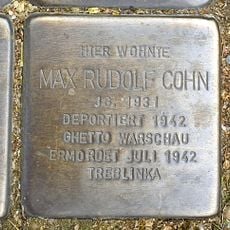 HIER WOHNTE
MAX RUDOLF COHN
JG. 1931
DEPORTIERT 1942
GHETTO WARSCHAU
ERMORDET JULI 1942
TREBLINKA